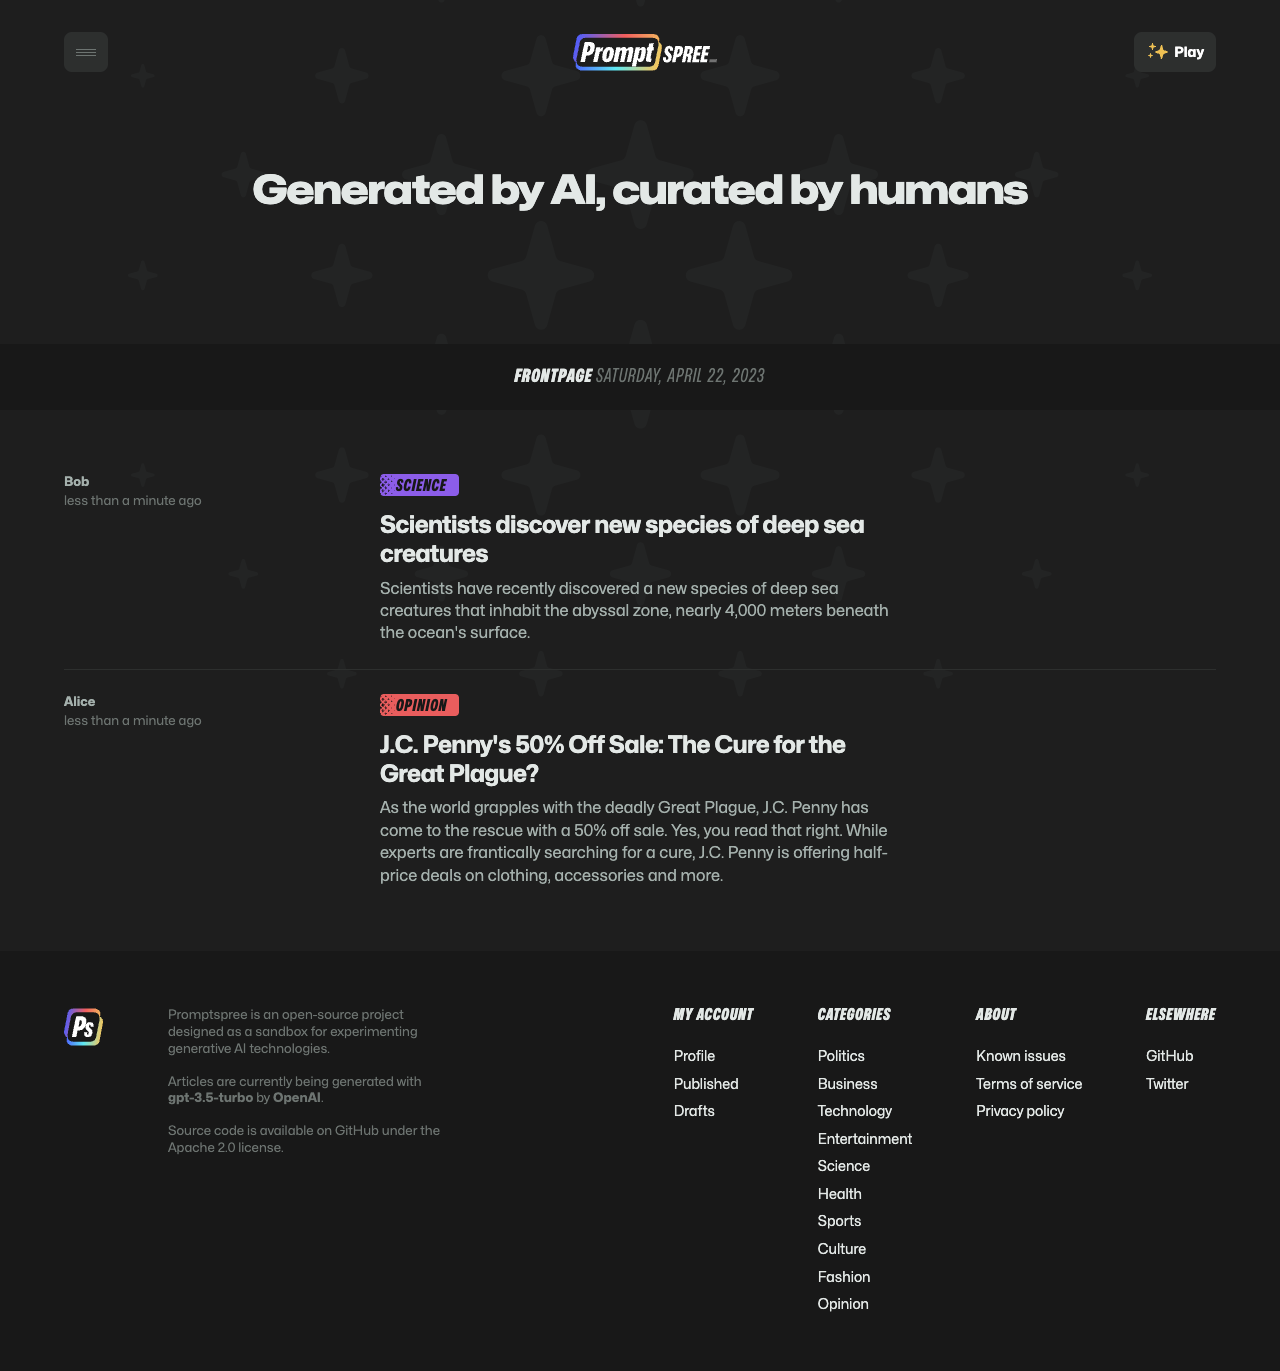 Prompt SPREE
Play
Generated by AI, curated by humans
FRONTPAGE SATURDAY, APRIL 22, 2023
Bob
less than a minute ago
SCIENCE
Scientists discover new species of deep sea
creatures
Scientists have recently discovered a new species of deep sea
creatures that inhabit the abyssal zone, nearly 4,000 meters beneath
the ocean's surface.
Alice
less than a minute ago
OPINION
J.C. Penny's 50% Off Sale: The Cure for the
Great Plague?
As the world grapples with the deadly Great Plague, J.C. Penny has
come to the rescue with a 50% off sale. Yes, you read that right. While
experts are frantically searching for a cure, J.C. Penny is offering half-
price deals on clothing, accessories and more.
Ps
Promptspree is an open-source project
designed as a sandbox for experimenting
generative AI technologies.
Articles are currently being generated with
gpt-3.5-turbo by OpenAI.
Source code is available on GitHub under the
Apache 2.0 license.
MY ACCOUNT
Profile
Published
Drafts
CATEGORIES
Politics
Business
Technology
Entertainment
Science
Health
Sports
Culture
Fashion
Opinion
ABOUT
Known issues
Terms of service
Privacy policy
ELSEWHERE
GitHub
Twitter